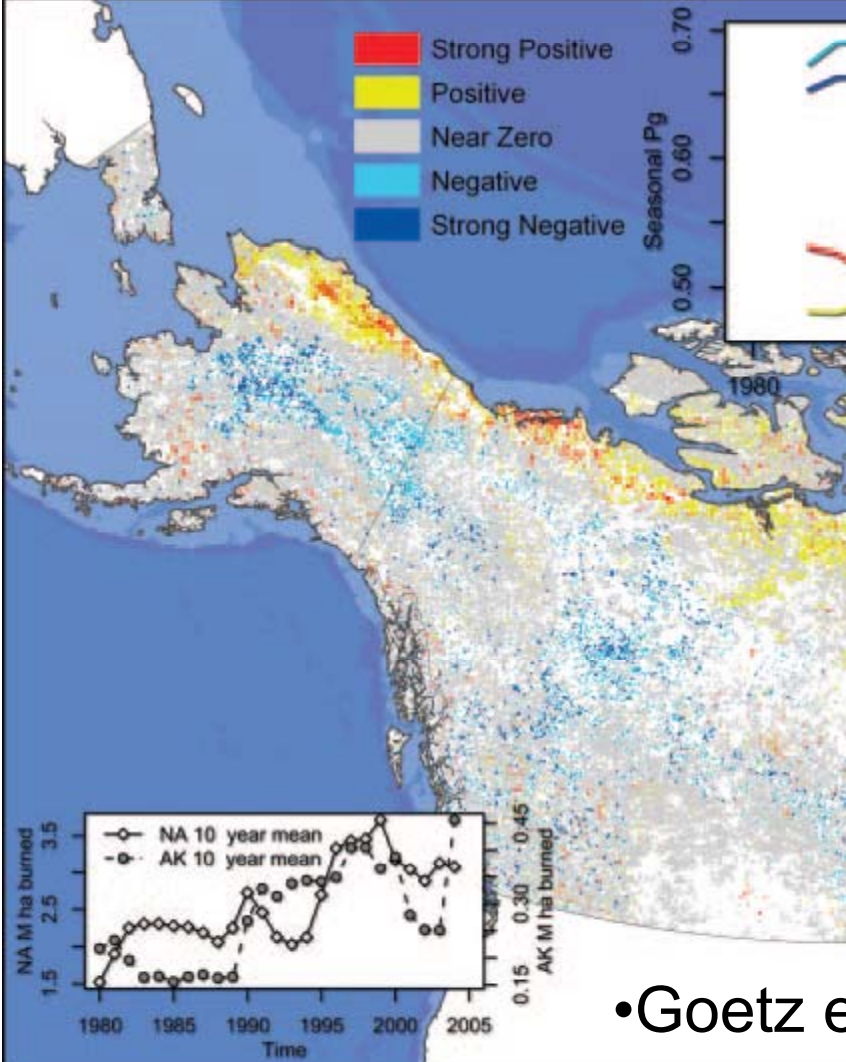 Strong Positive
Positive
Near Zero
Negative
Strong Negative
Seasonal Pg
0.70
0.60
0.50
1980
NA 10 year mean
AK 10 year mean
NA M ha burned
3.5
2.5
1.5
0.45
0.30
0.15
AK M ha burned
1980 1985 1990 1995 2000 2005
Time
•Goetz e